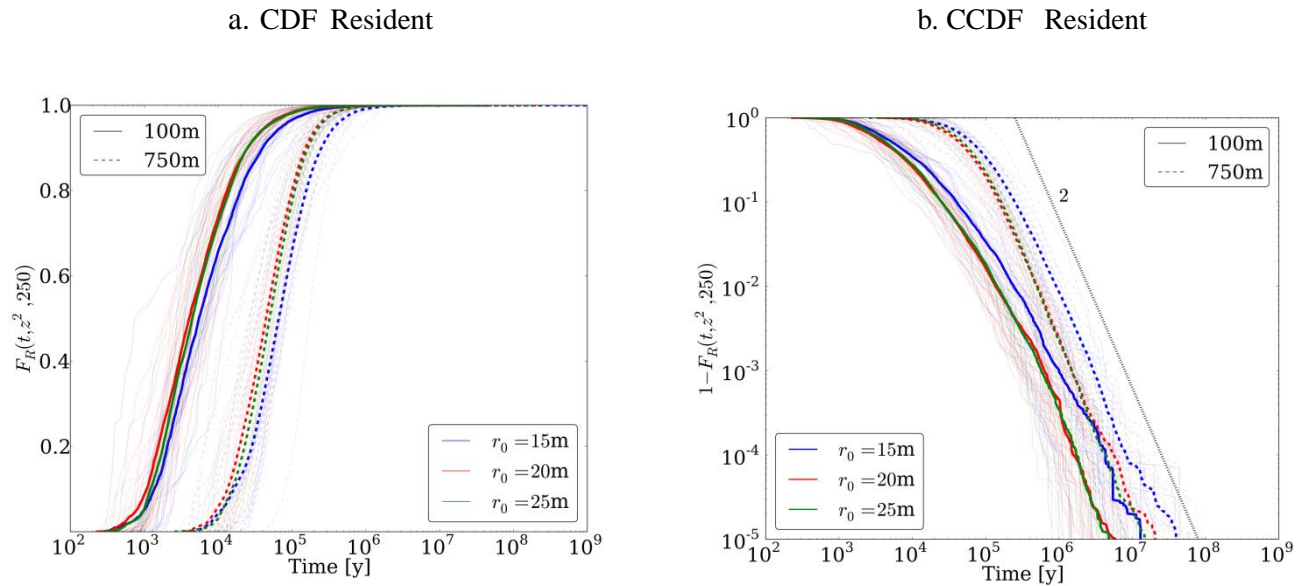 a. CDF Resident
b. CCDF Resident
1.0
0.8
0.6
0.4
0.2
F_R(t,z^2 ,250)
100m
750m
r_0 =15m
r_0 =20m
r_0 =25m
10^2 10^3 10^4 10^5 10^6 10^7 10^8 10^9
Time [y]
10^0
10^-1
10^-2
10^-3
10^-4
10^-5
1−F_R(t,z^2 ,250)
100m
750m
2
r_0 =15m
r_0 =20m
r_0 =25m
10^2 10^3 10^4 10^5 10^6 10^7 10^8 10^9
Time [y]